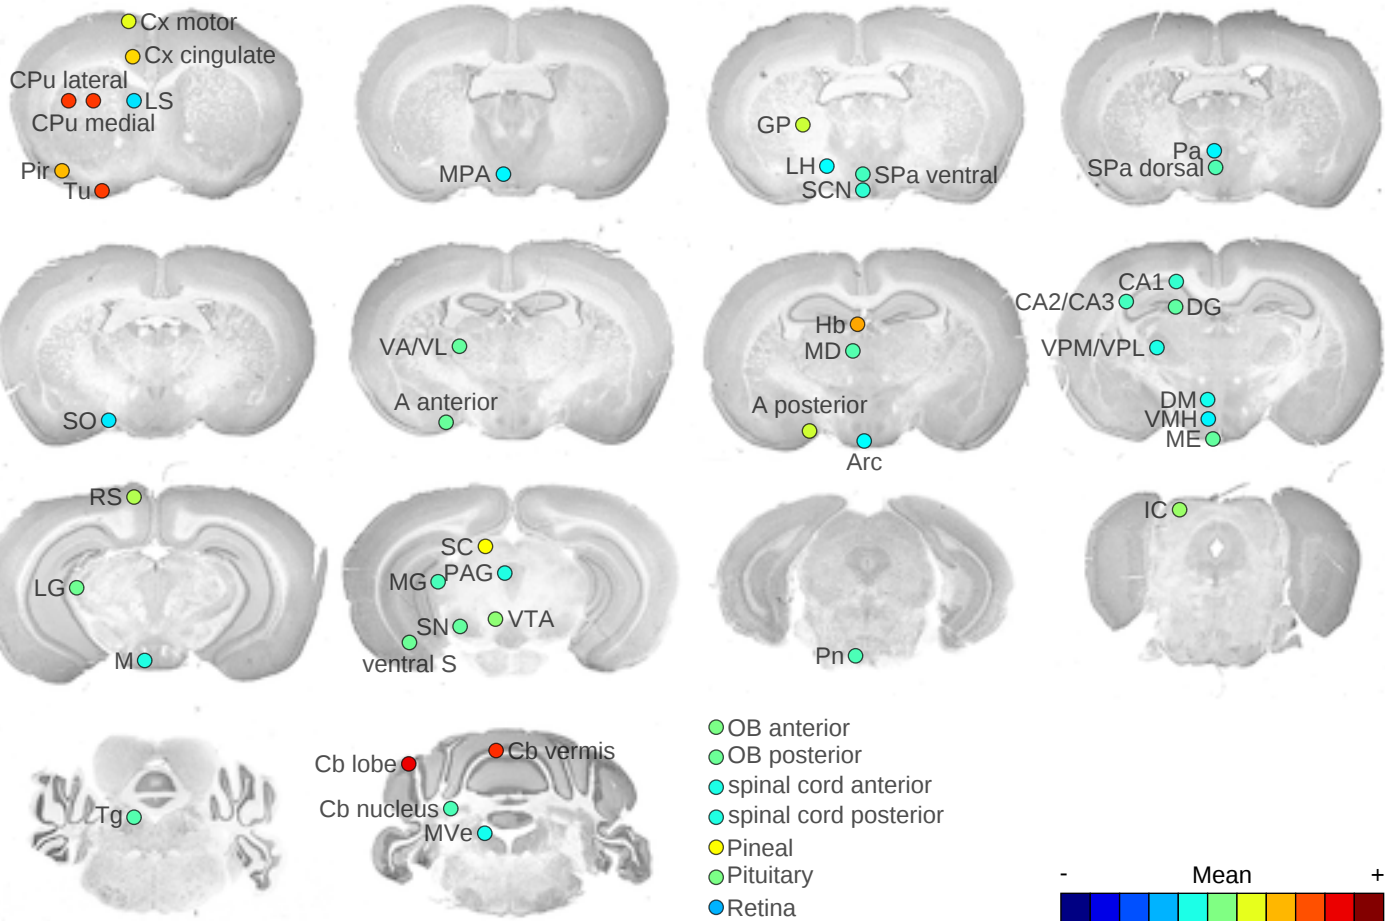 Cx motor
Cx cingulate
CPu lateral
LS
CPu medial
Pir
Tu
MPA
GP
LH
SPa ventral
SCN
Pa
SPa dorsal
SO
VA/VL
A anterior
Hb
MD
A posterior
Arc
CA1
CA2/CA3
DG
VPM/VPL
DM
VMH
ME
RS
LG
M
SC
PAG
MG
VTA
SN
ventral S
Pn
IC
Tg
Cb lobe
Cb vermis
Cb nucleus
MVe
OB anterior
OB posterior
spinal cord anterior
spinal cord posterior
Pineal
Pituitary
Retina
- Mean +